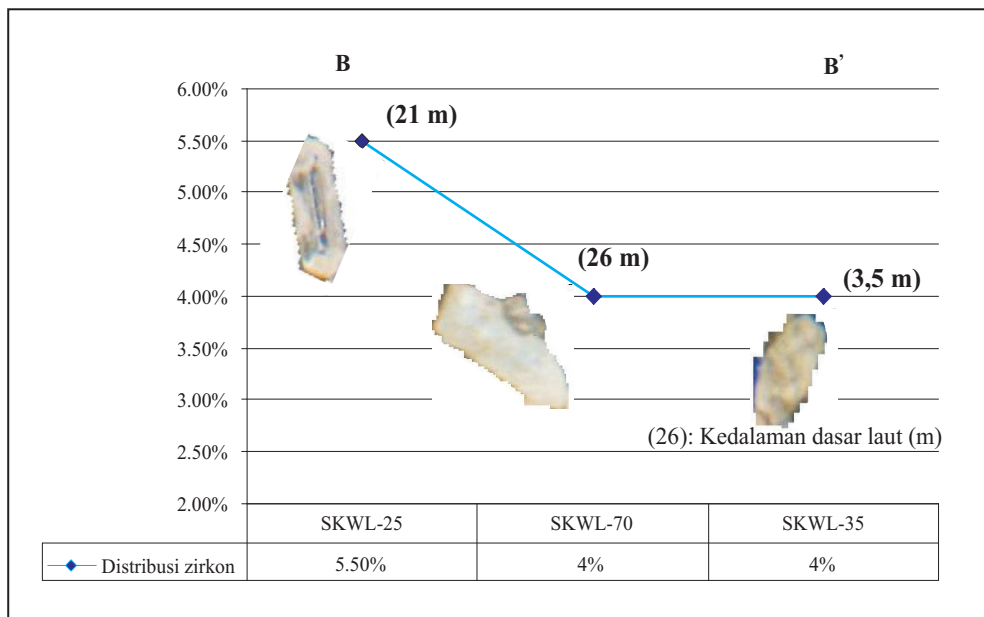 B B’
6.00%
(21 m)
5.50%
5.00%
4.50%
(26 m)
4.00%
(3,5 m)
3.50%
3.00%
(26): Kedalaman dasar laut (m)
2.50%
2.00%
SKWL-25 SKWL-70 SKWL-35
Distribusi zirkon 5.50% 4% 4%